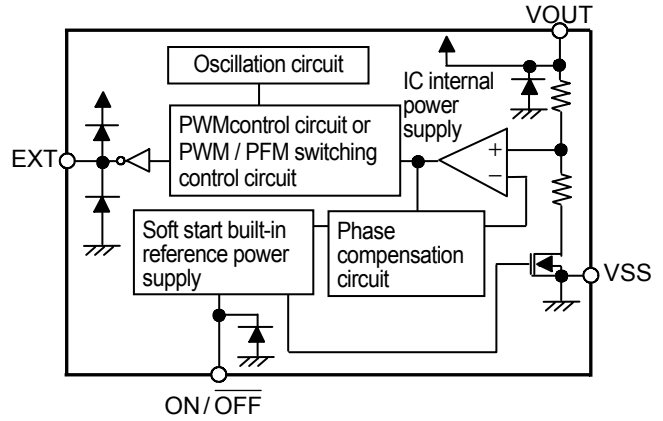 VOUT
Oscillation circuit
IC internal
power
supply
PWMcontrol circuit or
PWM / PFM switching
control circuit
EXT
+
−
Soft start built-in
reference power
supply
Phase
compensation
circuit
VSS
ON/OFF